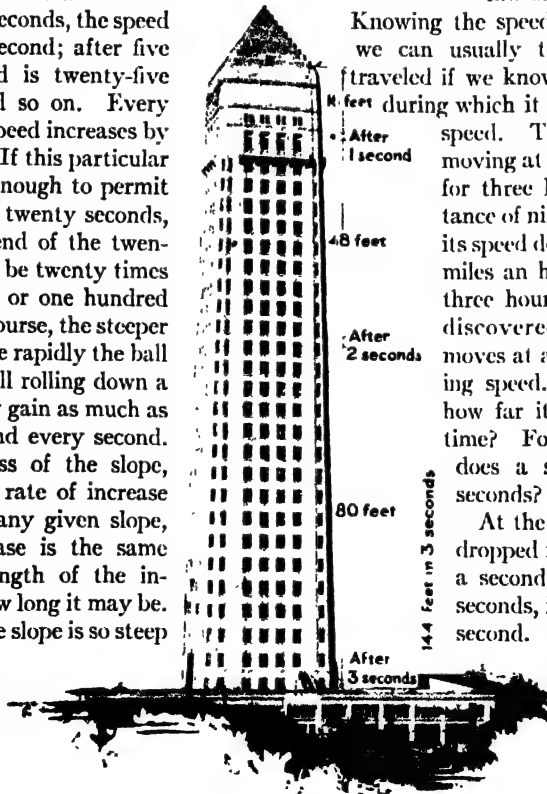 econds, the speed
econd; after five
d is twenty-five
l so on. Every
peed increases by
If this particular
nough to permit
twenty seconds,
end of the twen-
be twenty times
or one hundred
ourse, the steeper
e rapidly the ball
ll rolling down a
gain as much as
nd every second.
ss of the slope,
rate of increase
any given slope,
ase is the same
ngth of the in-
w long it may be.
e slope is so steep
feet
After
1 second
48 feet
After
2 seconds
80 feet
After
3 seconds
144 feet in 3 seconds
Knowing the speed
we can usually t
traveled if we know
during which it
speed. T
moving at
for three h
tance of ni
its speed d
miles an h
three hour
discovered
moves at a
ing speed.
how far it
time? Fo
does a s
seconds?
At the
dropped
a second
seconds,
second.